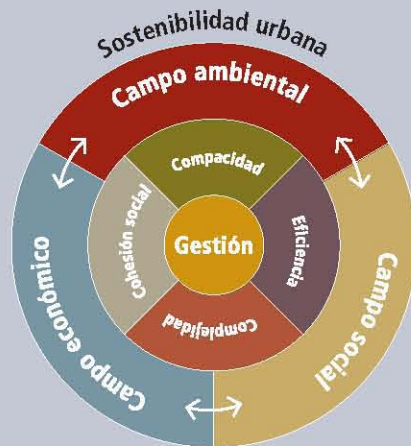 Sostenibilidad urbana
Campo ambiental
Compacidad
Cohesión social
Gestión
Eficiencia
Complejidad
Campo económico
Campo social